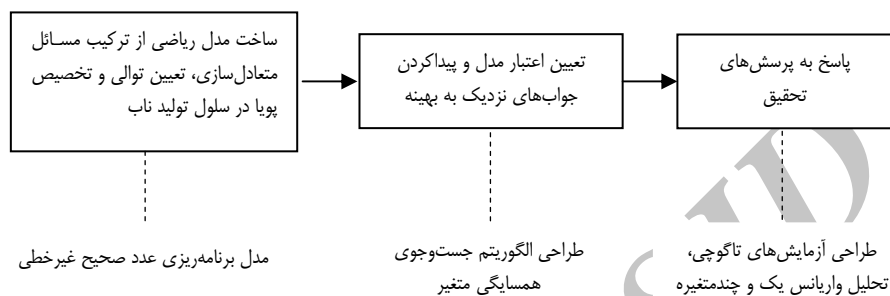 ساخت مدل ریاضی از ترکیب مسائل
متعادل‌سازی، تعیین توالی و تخصیص
پویا در سلول تولید ناب
تعیین اعتبار مدل و پیداکردن
جواب‌های نزدیک به بهینه
پاسخ به پرسش‌های
تحقیق
مدل برنامه‌ریزی عدد صحیح غیرخطی
طراحی الگوریتم جست‌وجوی
همسایگی متغیر
طراحی آزمایش‌های تاگوچی،
تحلیل واریانس یک و چندمتغیره